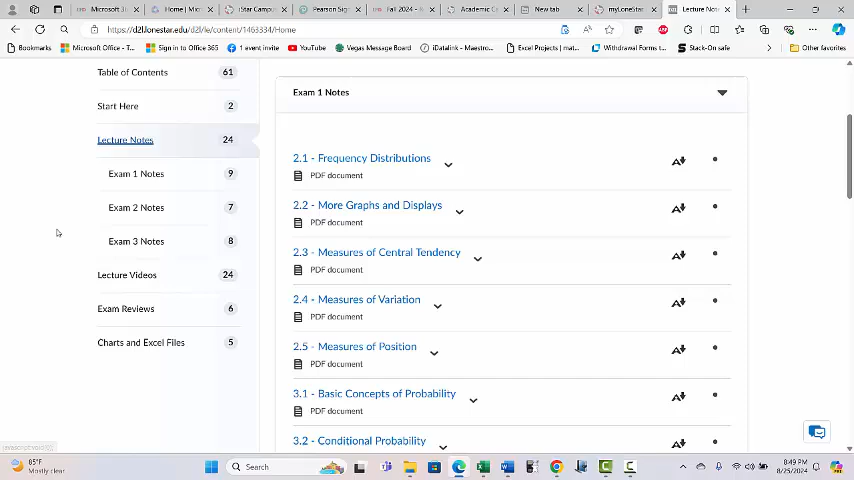 Microsoft 3
Home | Micr
iStar Campu
Pearson Sig
Fall 2024 - R
Academic C
New tab
myLoneStar
Lecture Note
https://d2l.lonestar.edu/d2l/le/content/1463334/Home
Bookmarks
Microsoft Office - T...
Sign in to Office 365
1 event invite
YouTube
Vegas Message Board
iDatalink - Measure...
Excel Projects | ma...
Withdrawal Forms t...
Stack-On safe
Other favorites
Table of Contents 61
Start Here 2
Lecture Notes 24
Exam 1 Notes 9
Exam 2 Notes 7
Exam 3 Notes 8
Lecture Videos 24
Exam Reviews 6
Charts and Excel Files 5
Exam 1 Notes
2.1 - Frequency Distributions
PDF document
2.2 - More Graphs and Displays
PDF document
2.3 - Measures of Central Tendency
PDF document
2.4 - Measures of Variation
PDF document
2.5 - Measures of Position
PDF document
3.1 - Basic Concepts of Probability
PDF document
3.2 - Conditional Probability
85°F
Mostly clear
Search
8:49 PM
8/25/2024